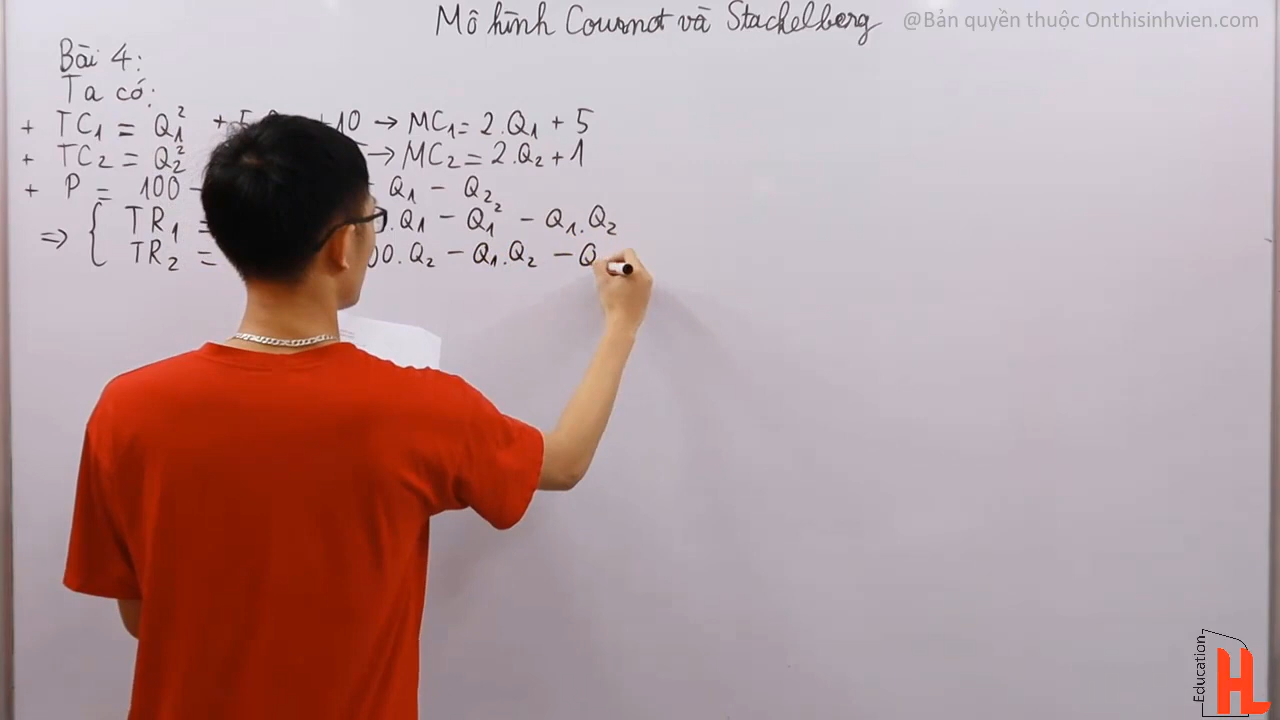 Mô hình Cournot và Stackelberg
@Bản quyền thuộc Onthisinhvien.com
Bài 4:
Ta có:
+ TC₁ = Q₁² + 5 +10 → MC₁ = 2.Q₁ + 5
+ TC₂ = Q₂² → MC₂ = 2.Q₂ + 1
+ P = 100 - Q₁ - Q₂
⇒ { TR₁ = .Q₁ - Q₁² - Q₁.Q₂
TR₂ = 00.Q₂ - Q₁.Q₂ - Q
Education
HL